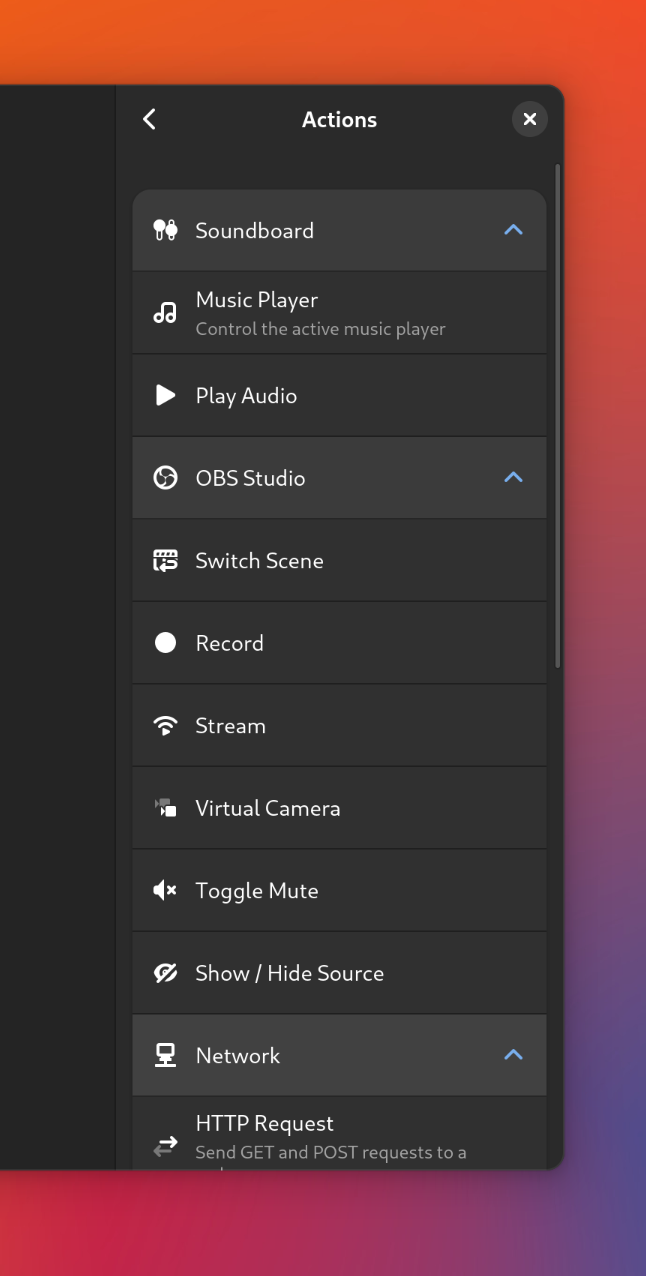 Actions
Soundboard
Music Player
Control the active music player
Play Audio
OBS Studio
Switch Scene
Record
Stream
Virtual Camera
Toggle Mute
Show / Hide Source
Network
HTTP Request
Send GET and POST requests to a